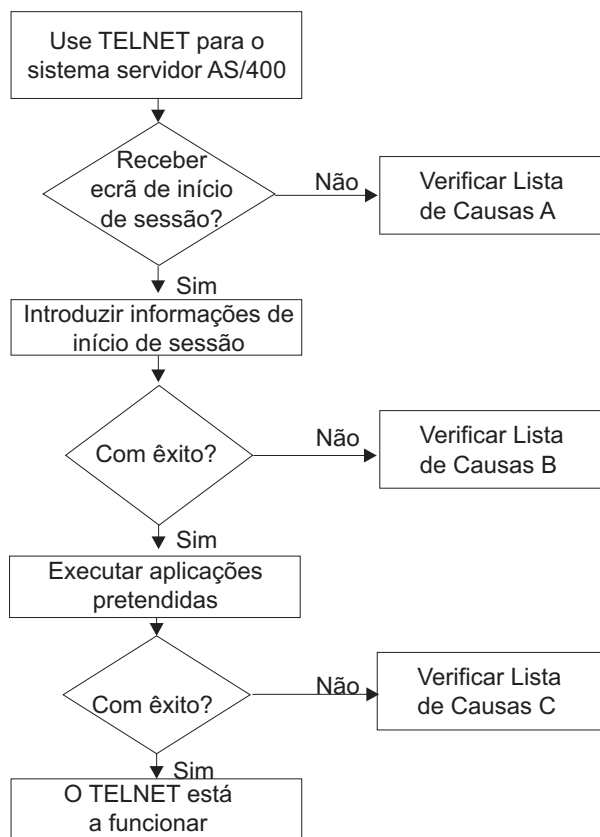 Use TELNET para o
sistema servidor AS/400
Receber
ecrã de início
de sessão?
Não
Verificar Lista
de Causas A
Sim
Introduzir informações de
início de sessão
Com êxito?
Não
Verificar Lista
de Causas B
Sim
Executar aplicações
pretendidas
Com êxito?
Não
Verificar Lista
de Causas C
Sim
O TELNET está
a funcionar